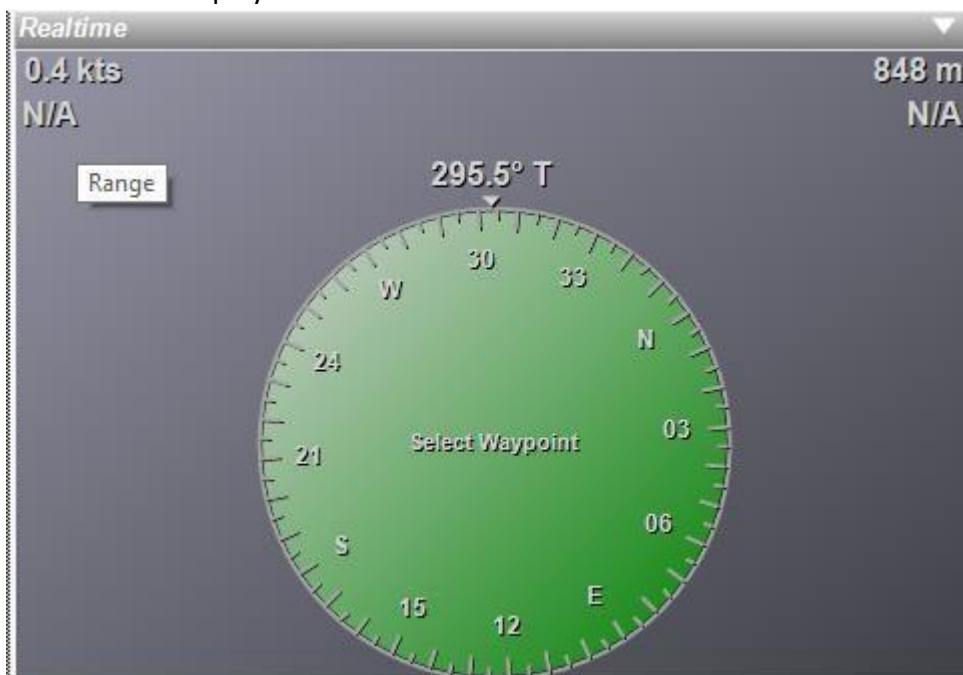 Realtime
0.4 kts 848 m
N/A N/A
Range
295.5° T
30
W 33
24 N
21 Select Waypoint 03
S 06
15 12 E